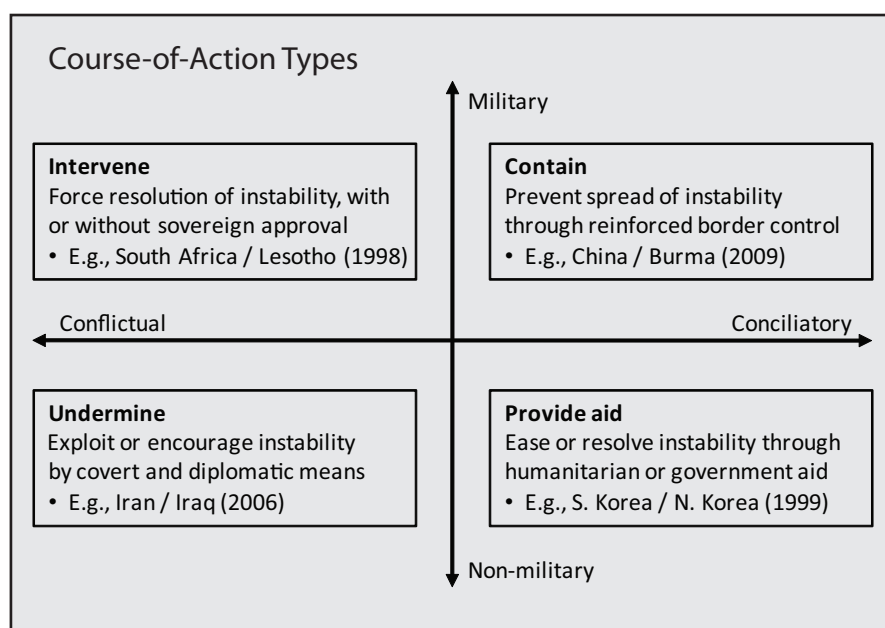 Course-of-Action Types
Military
Intervene
Force resolution of instability, with
or without sovereign approval
• E.g., South Africa / Lesotho (1998)
Contain
Prevent spread of instability
through reinforced border control
• E.g., China / Burma (2009)
Conflictual
Conciliatory
Undermine
Exploit or encourage instability
by covert and diplomatic means
• E.g., Iran / Iraq (2006)
Provide aid
Ease or resolve instability through
humanitarian or government aid
• E.g., S. Korea / N. Korea (1999)
Non-military